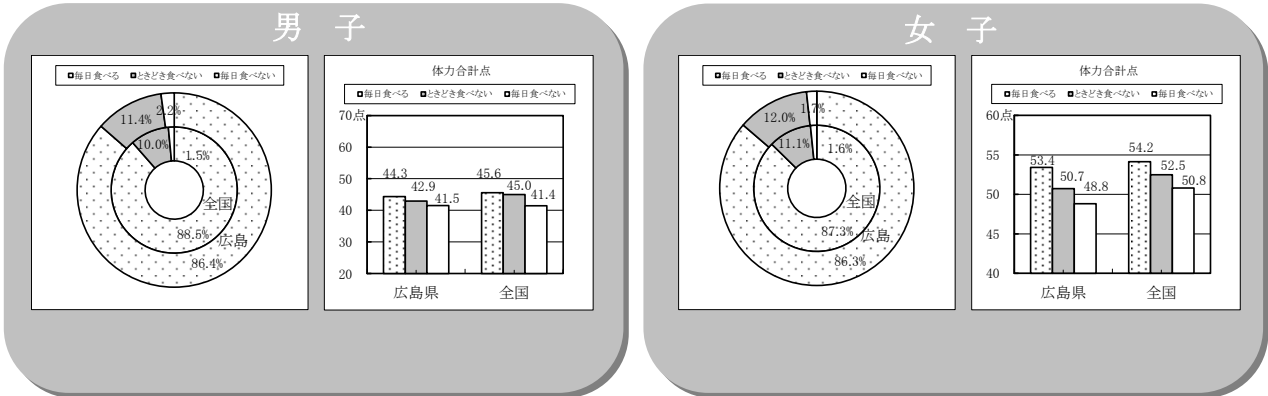 男 子
毎日食べる ときどき食べない 毎日食べない
2.2%
11.4%
10.0%
1.5%
全国
88.5%
広島
86.4%
体力合計点
毎日食べる ときどき食べない 毎日食べない
70点
60
50
40
30
20
44.3
42.9
41.5
45.6
45.0
41.4
広島県 全国
女 子
毎日食べる ときどき食べない 毎日食べない
1.7%
12.0%
11.1%
1.6%
全国
87.3%
広島
86.3%
体力合計点
毎日食べる ときどき食べない 毎日食べない
60点
55
50
45
40
53.4
50.7
48.8
54.2
52.5
50.8
広島県 全国